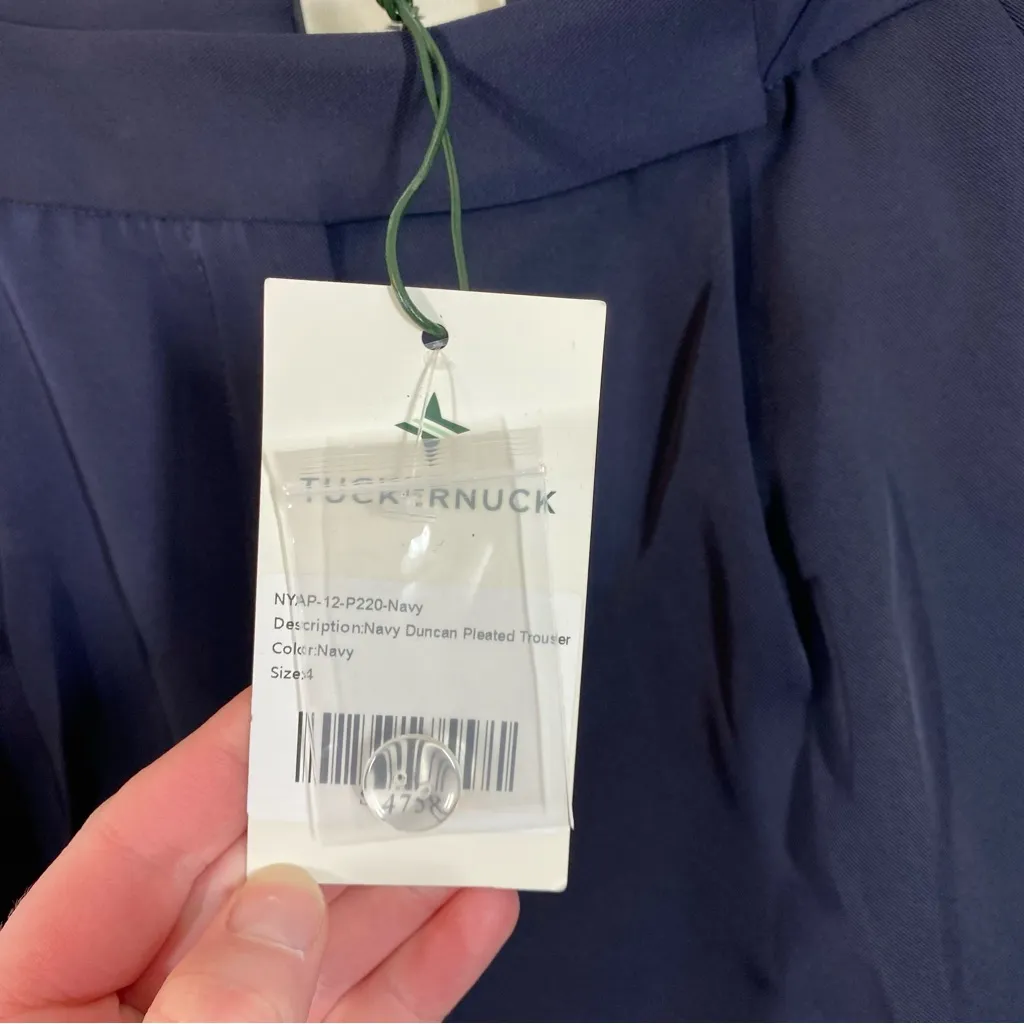 TUCKERNUCK
NYAP-12-P220-Navy
Description:Navy Duncan Pleated Trouser
Color:Navy
Size:4